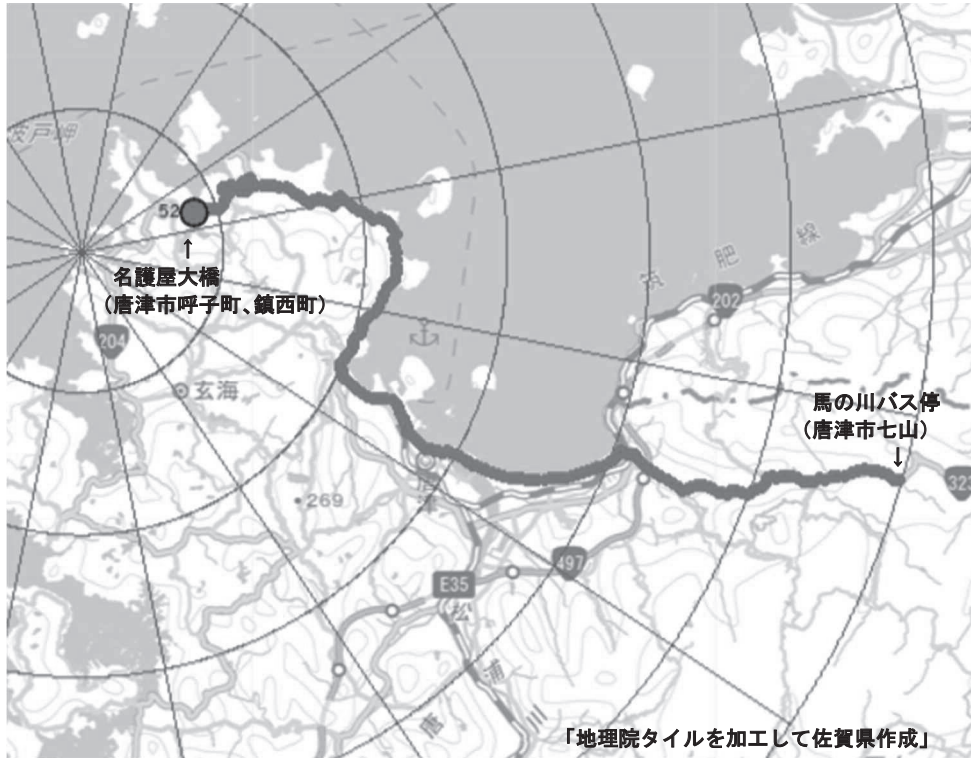 波戸岬
52
名護屋大橋
（唐津市呼子町、鎮西町）
204
玄海
筑肥線
202
馬の川バス停
（唐津市七山）
323
唐津
269
497
E35
松浦川
唐
「地理院タイルを加工して佐賀県作成」